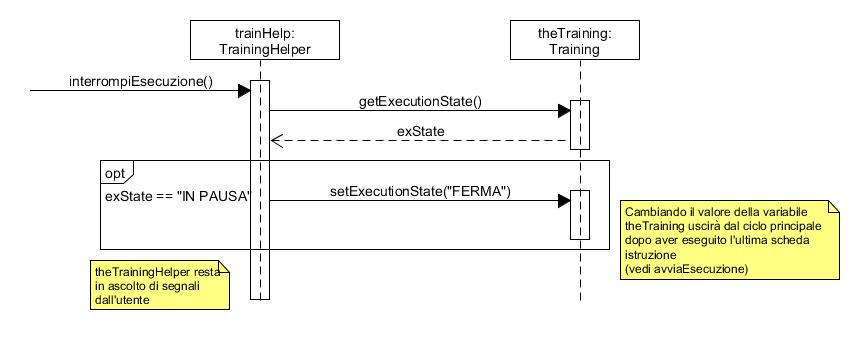 trainHelp:
TrainingHelper
theTraining:
Training
interrompiEsecuzione()
getExecutionState()
exState
opt
exState == "IN PAUSA"
setExecutionState("FERMA")
Cambiando il valore della variabile
theTraining uscirà dal ciclo principale
dopo aver eseguito l'ultima scheda
istruzione
(vedi avviaEsecuzione)
theTrainingHelper resta
in ascolto di segnali
dall'utente